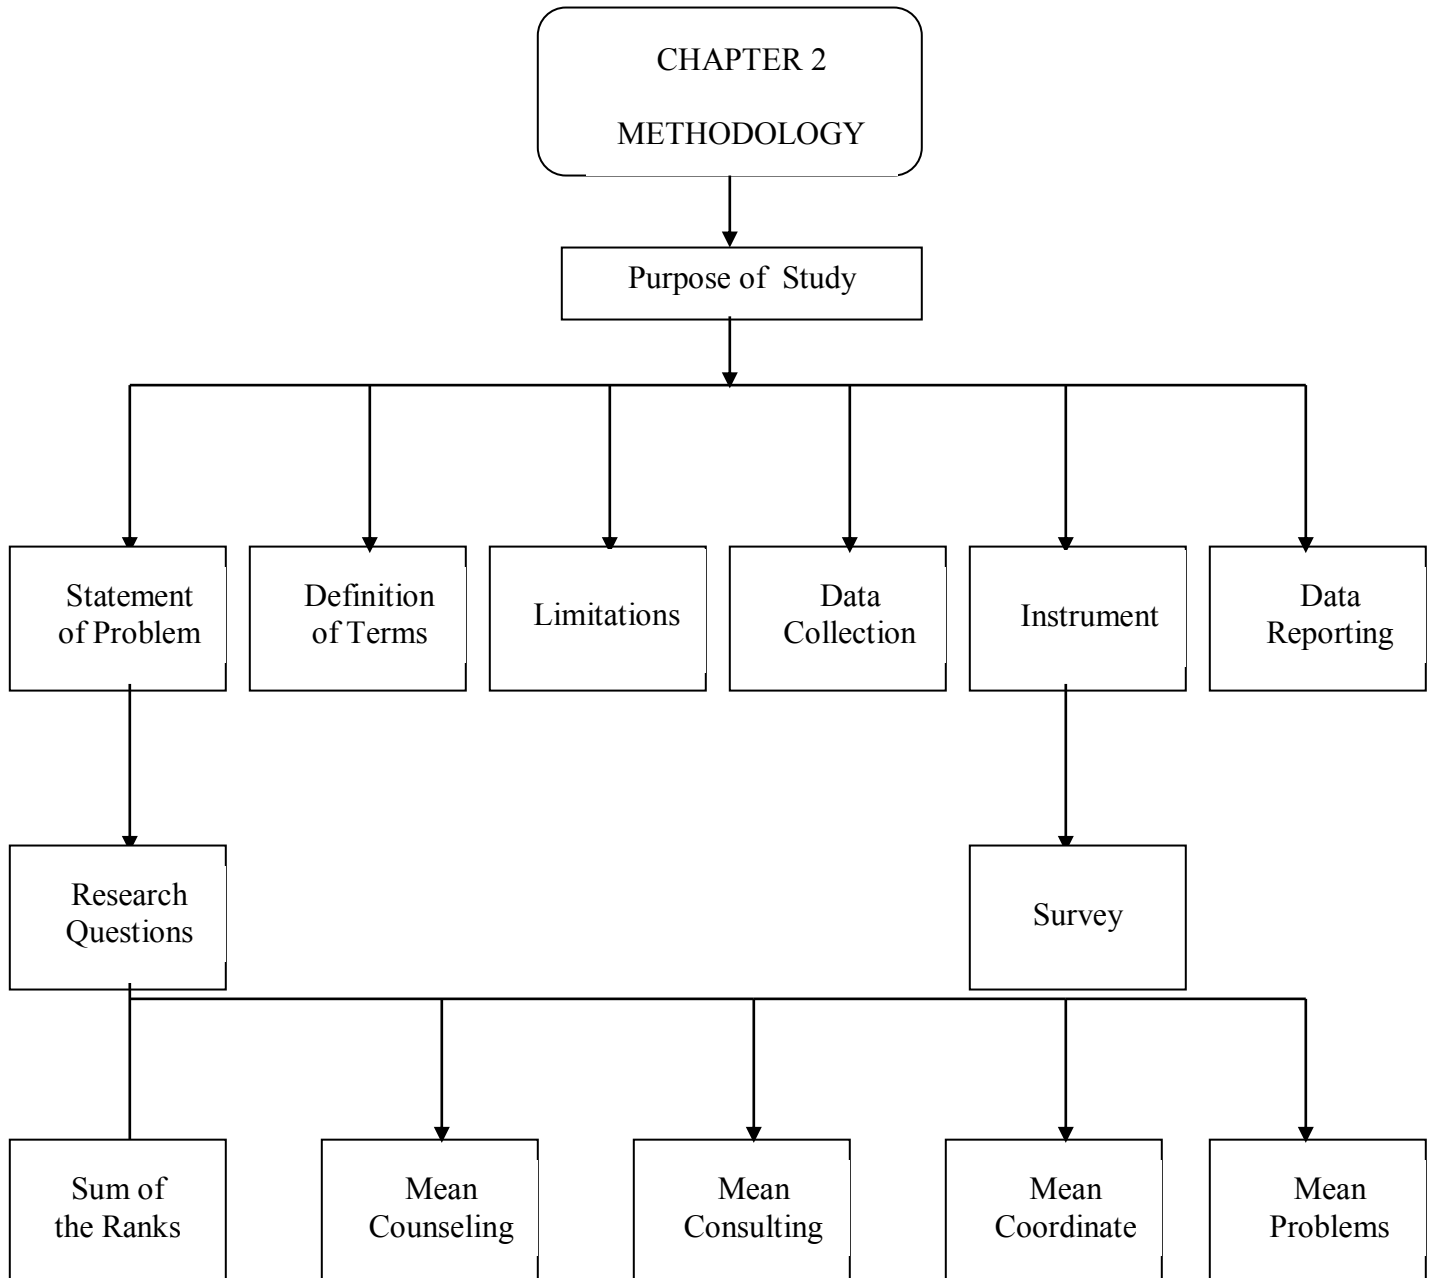 CHAPTER 2
METHODOLOGY
Purpose of Study
Statement
of Problem
Definition
of Terms
Limitations
Data
Collection
Instrument
Data
Reporting
Research
Questions
Survey
Sum of
the Ranks
Mean
Counseling
Mean
Consulting
Mean
Coordinate
Mean
Problems